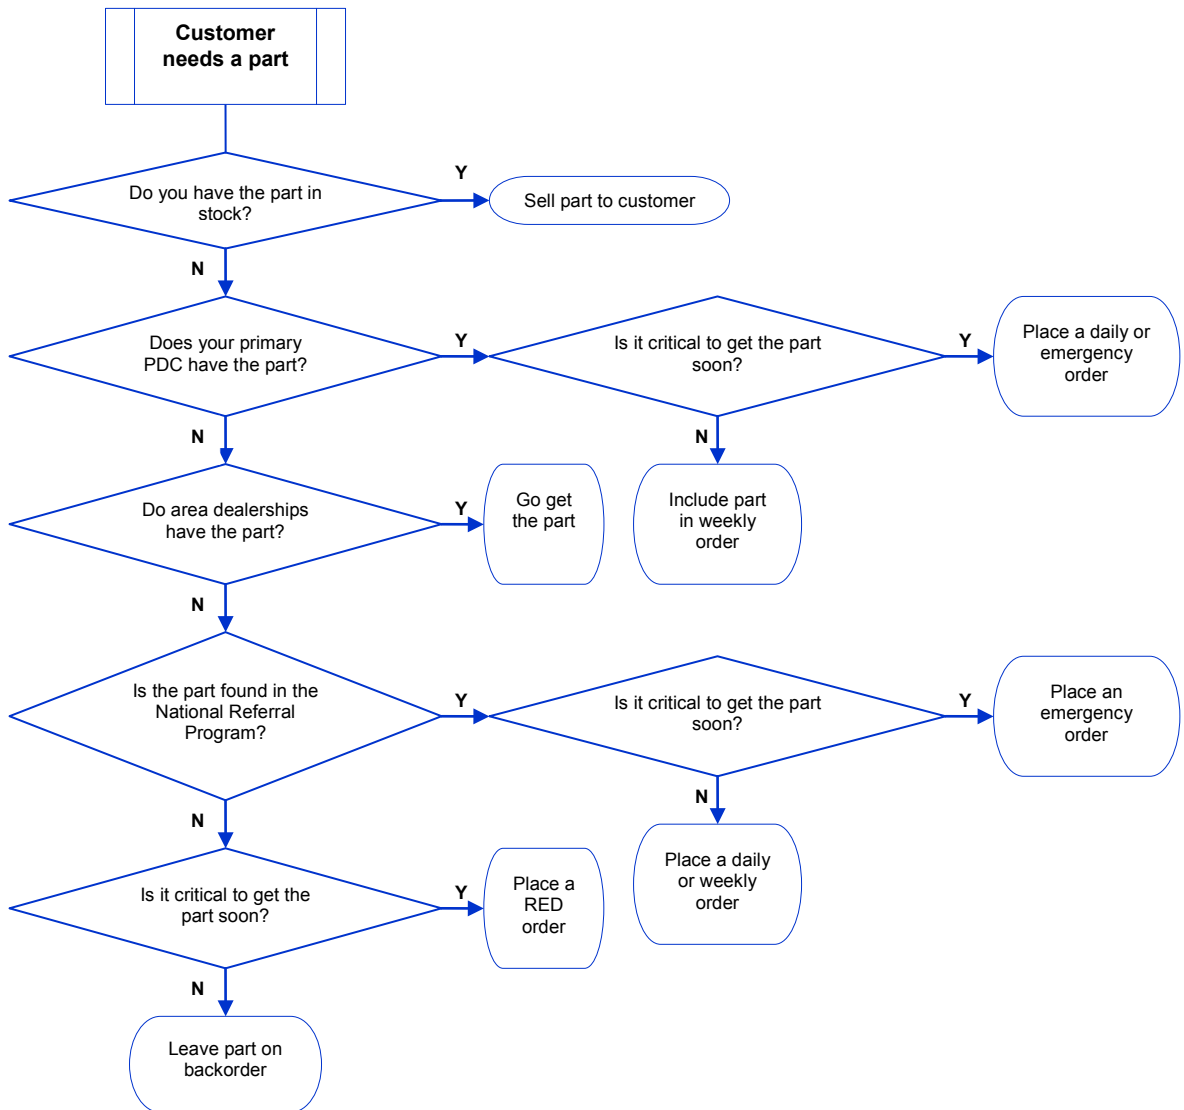 Customer
needs a part
Do you have the part in
stock?
Y
Sell part to customer
N
Does your primary
PDC have the part?
Y
Is it critical to get the part
soon?
Y
Place a daily or
emergency
order
N
N
Do area dealerships
have the part?
Y
Go get
the part
Include part
in weekly
order
N
Is the part found in the
National Referral
Program?
Y
Is it critical to get the part
soon?
Y
Place an
emergency
order
N
N
Is it critical to get the
part soon?
Y
Place a
RED
order
Place a daily
or weekly
order
N
Leave part on
backorder